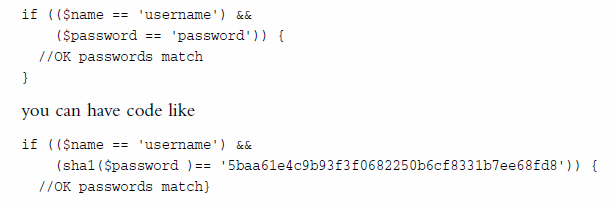 if (($name == 'username') &&
($password == 'password')) {
//OK passwords match
}
you can have code like
if (($name == 'username') &&
(sha1($password )== '5baa61e4c9b93f3f0682250b6cf8331b7ee68fd8')) {
//OK passwords match}